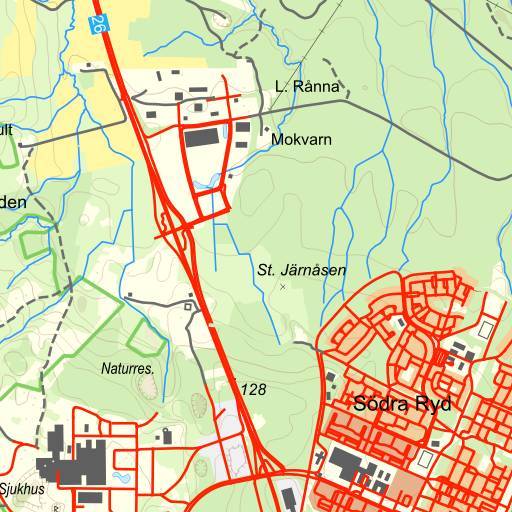 26
L. Rånna
ult
Mokvarn
den
St. Järnåsen
Naturres.
128
Södra Ryd
Sjukhus